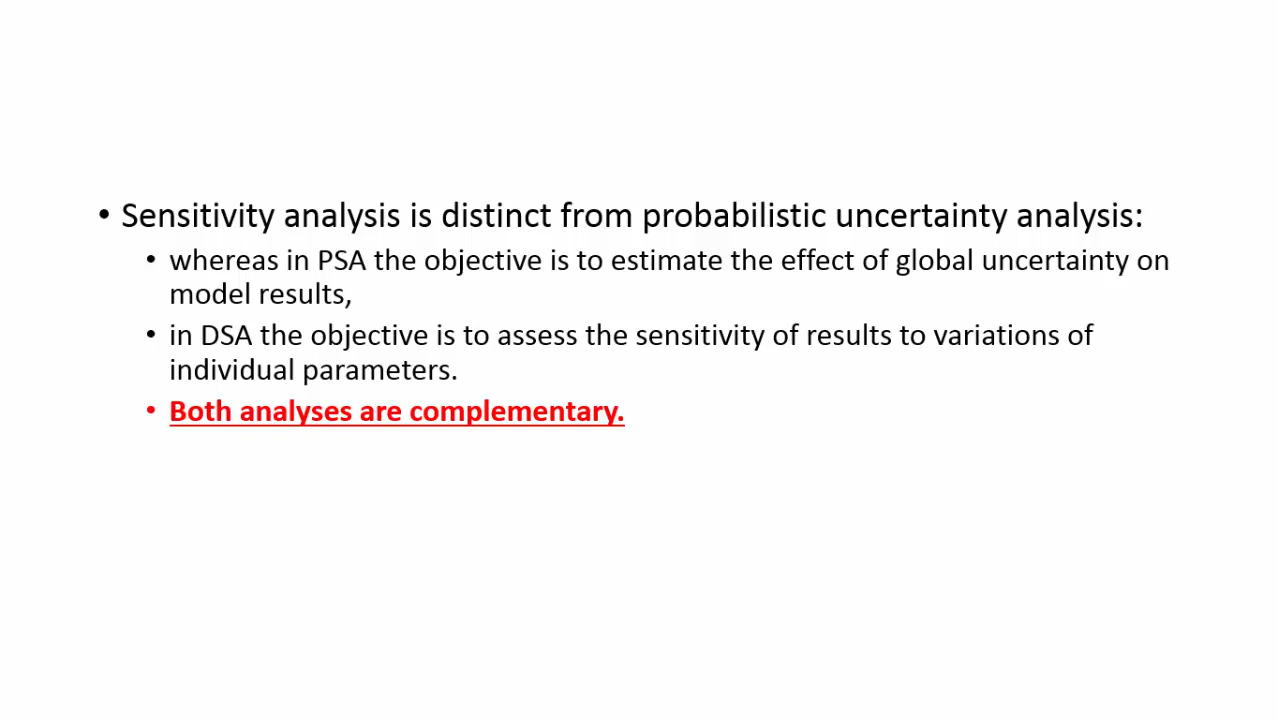 • Sensitivity analysis is distinct from probabilistic uncertainty analysis:
• whereas in PSA the objective is to estimate the effect of global uncertainty on
model results,
• in DSA the objective is to assess the sensitivity of results to variations of
individual parameters.
• Both analyses are complementary.